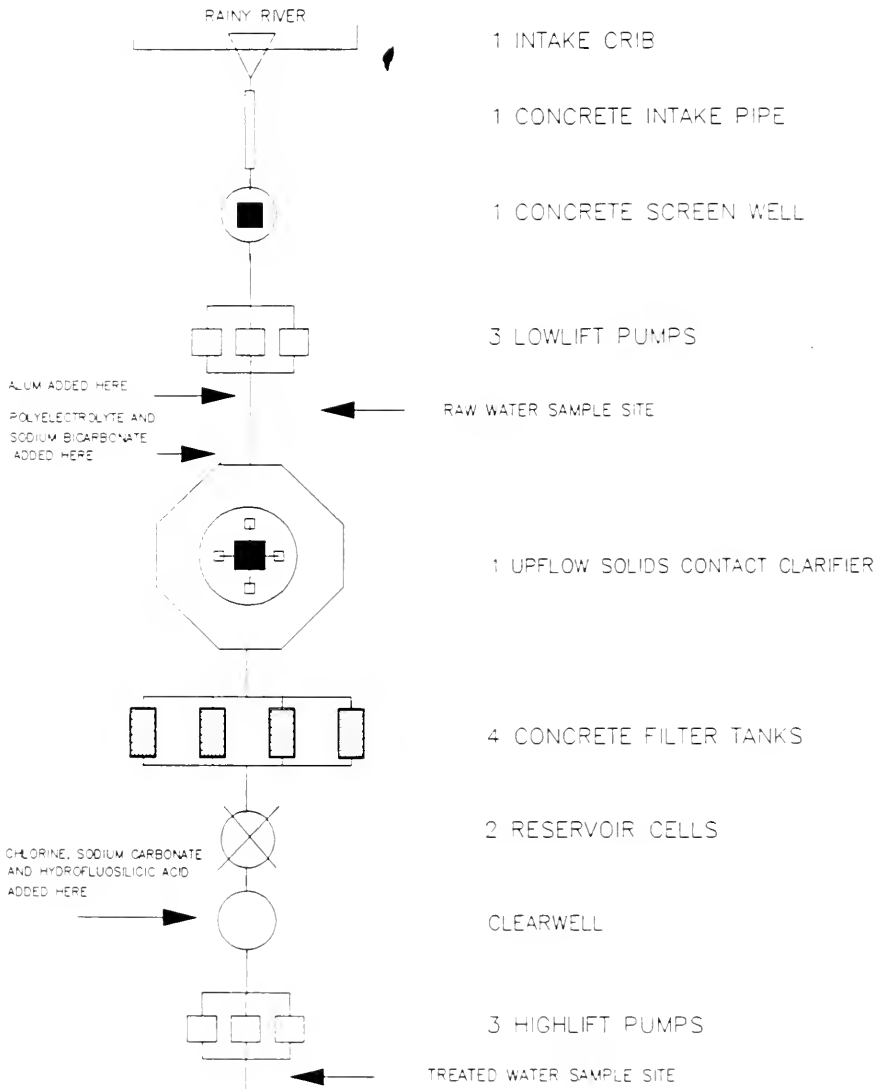 RAINY RIVER
1 INTAKE CRIB
1 CONCRETE INTAKE PIPE
1 CONCRETE SCREEN WELL
3 LOWLIFT PUMPS
ALUM ADDED HERE
RAW WATER SAMPLE SITE
POLYELECTROLYTE AND
SODIUM BICARBONATE
ADDED HERE
1 UPFLOW SOLIDS CONTACT CLARIFIER
4 CONCRETE FILTER TANKS
2 RESERVOIR CELLS
CHLORINE, SODIUM CARBONATE
AND HYDROFLUOSILICIC ACID
ADDED HERE
CLEARWELL
3 HIGHLIFT PUMPS
TREATED WATER SAMPLE SITE